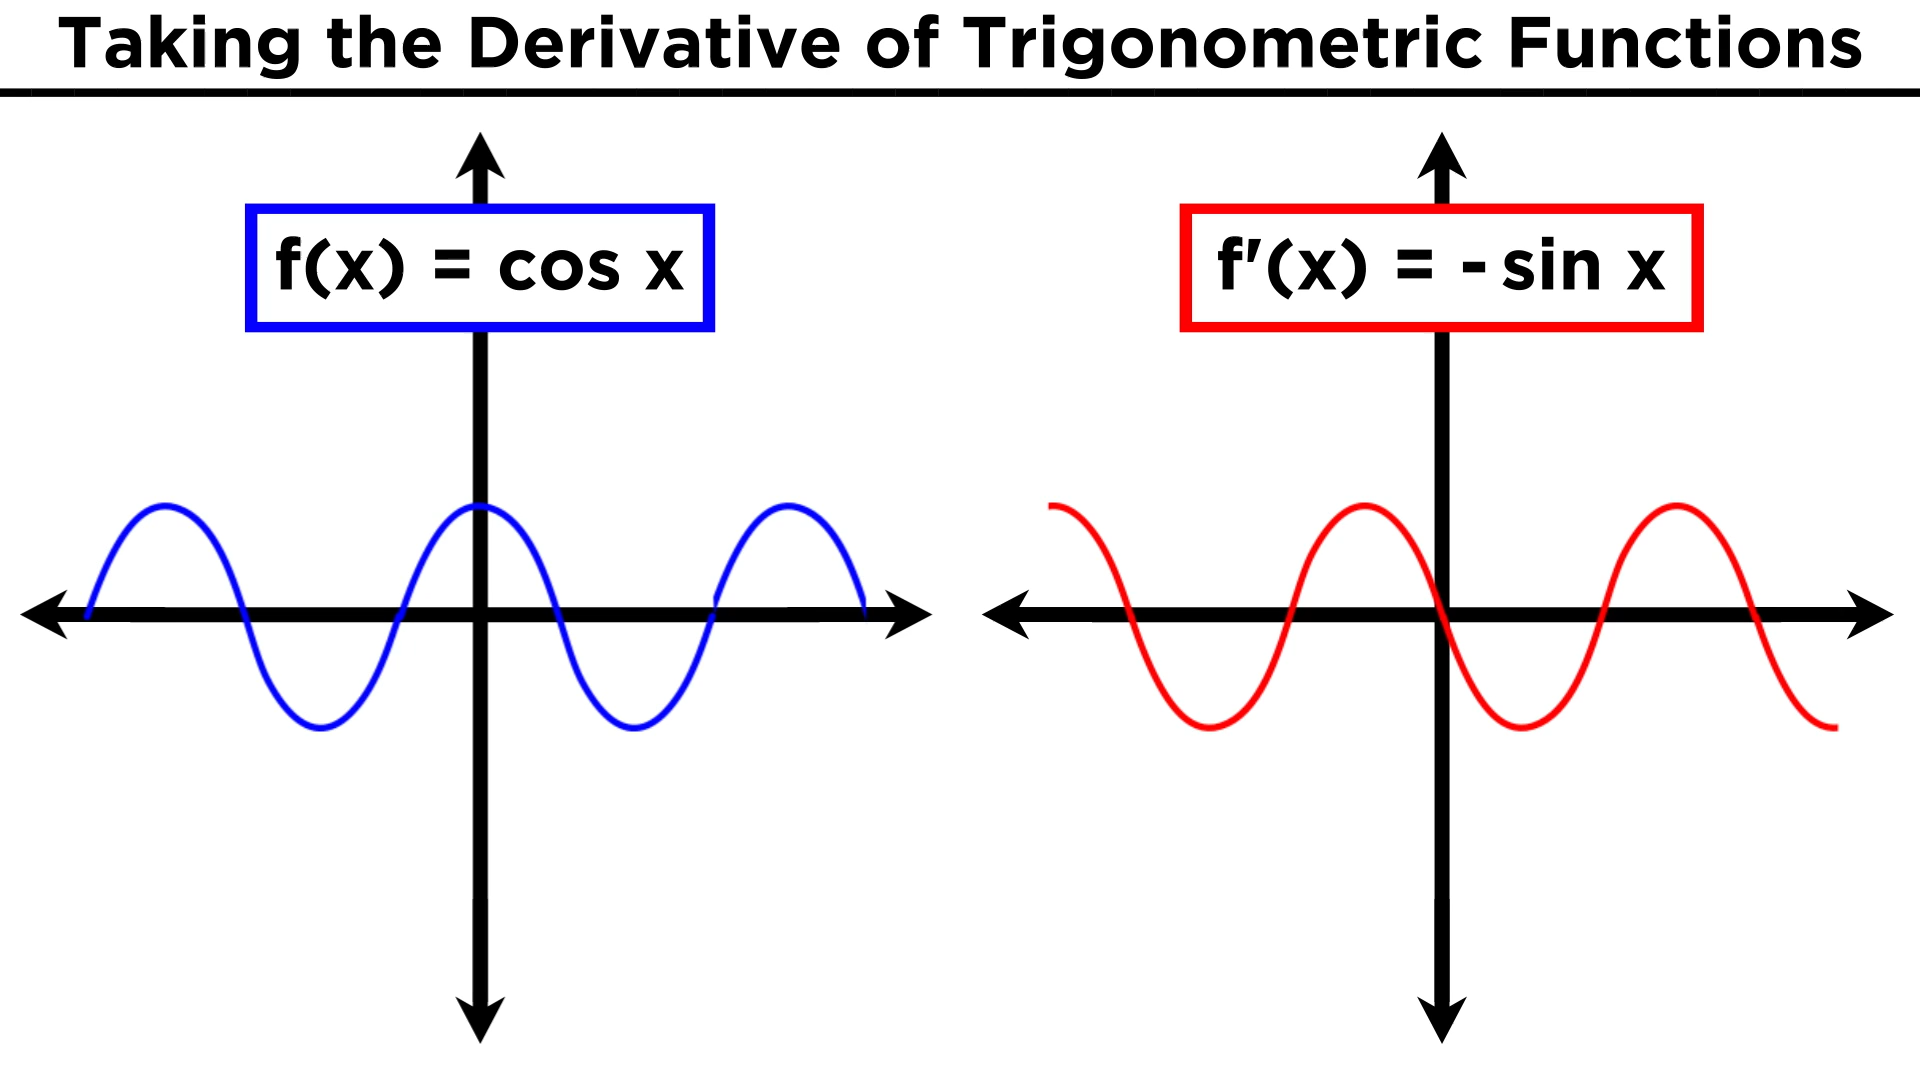 Taking the Derivative of Trigonometric Functions
f(x) = cos x
f'(x) = - sin x